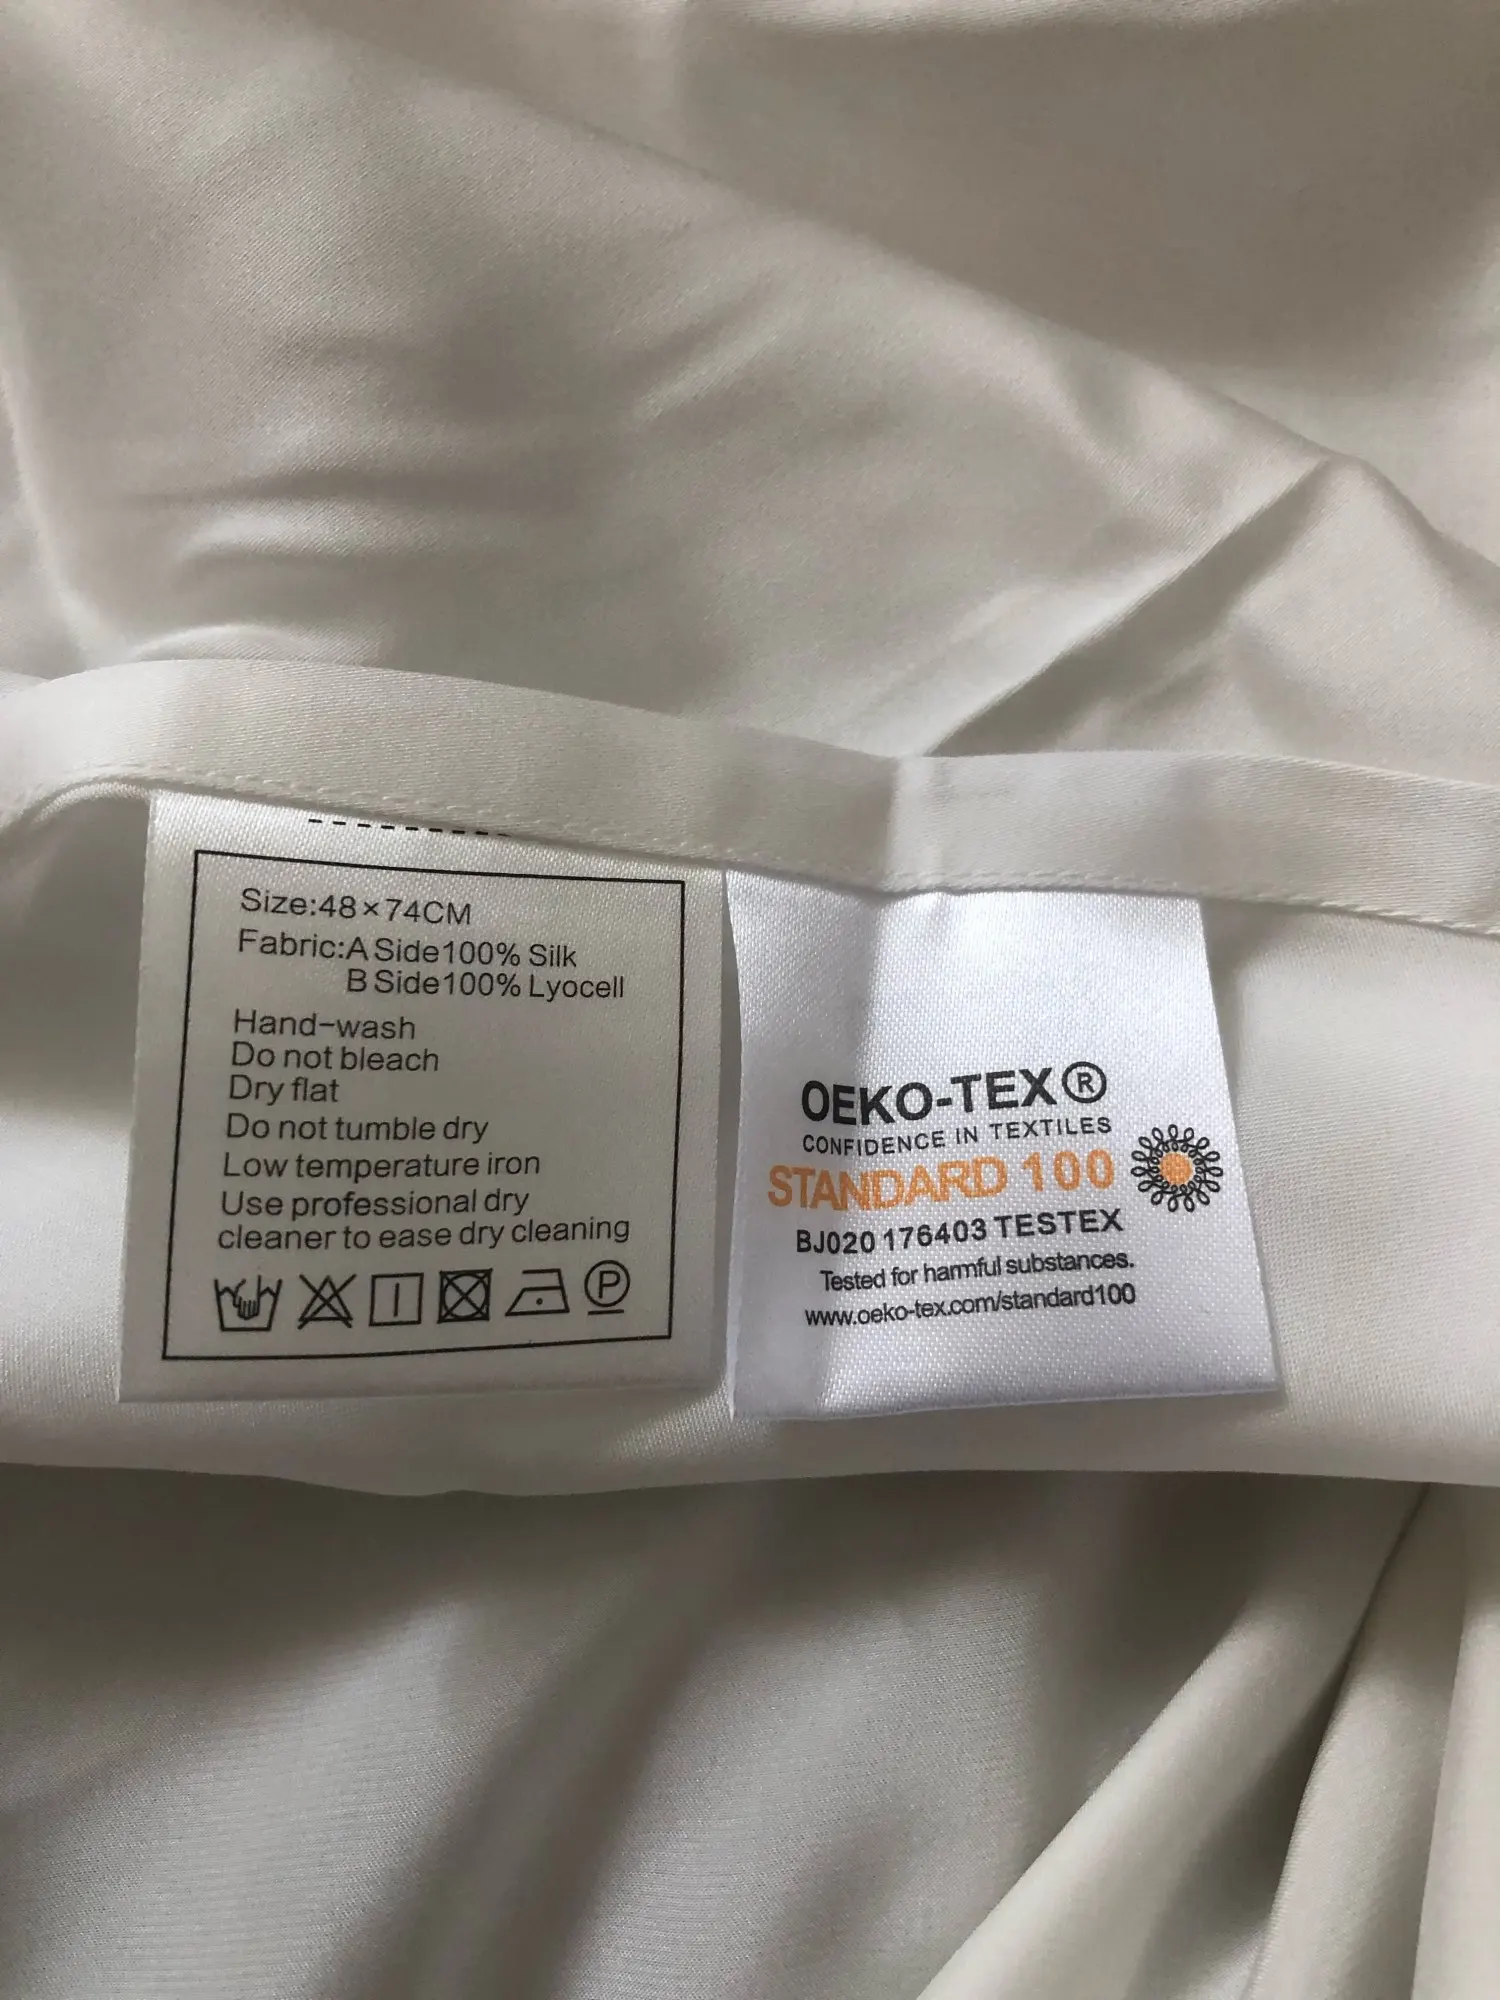 Size:48×74CM
Fabric:A Side100% Silk
B Side100% Lyocell
Hand-wash
Do not bleach
Dry flat
Do not tumble dry
Low temperature iron
Use professional dry
cleaner to ease dry cleaning
P
OEKO-TEX®
CONFIDENCE IN TEXTILES
STANDARD 100
BJ020 176403 TESTEX
Tested for harmful substances.
www.oeko-tex.com/standard100